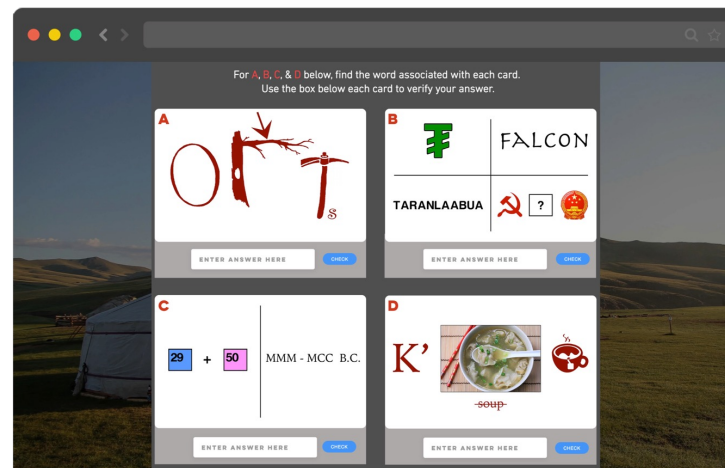 For A, B, C, & D below, find the word associated with each card.
Use the box below each card to verify your answer.
A
s
ENTER ANSWER HERE
CHECK
B
₮
FALCON
TARANLAABUA
?
ENTER ANSWER HERE
CHECK
C
29 + 50
MMM - MCC B.C.
ENTER ANSWER HERE
CHECK
D
K’
's
soup
ENTER ANSWER HERE
CHECK